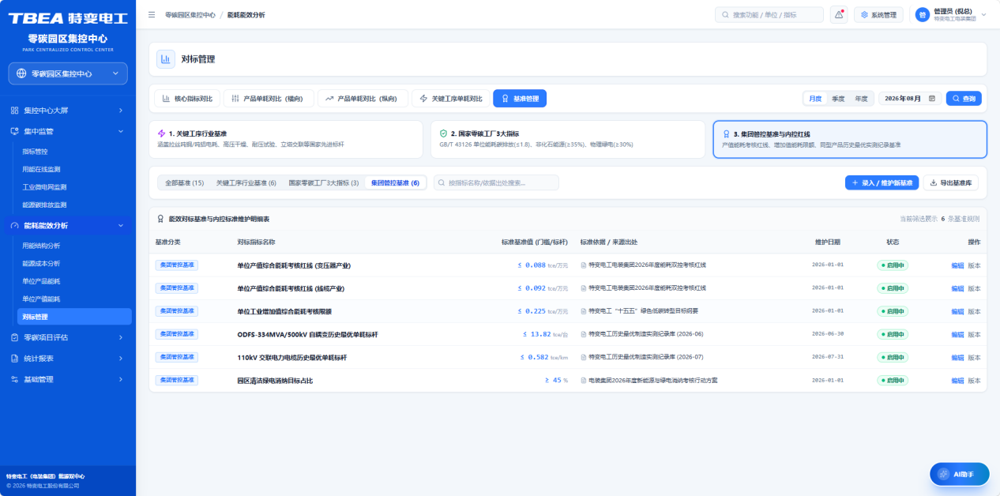 TBEA 特变电工
零碳园区集控中心
PARK CENTRALIZED CONTROL CENTER
零碳园区集控中心
集控中心大屏
集中监管
指标管控
用能在线监测
工业微电网监测
能源碳排放监测
能耗能效分析
用能结构分析
能源成本分析
单位产品能耗
单位产值能耗
对标管理
零碳项目评估
统计报表
基础管理
特变电工（电装集团）能源双中心
© 2026 特变电工股份有限公司
零碳园区集控中心 / 能耗能效分析
搜索功能 / 单位 / 指标
系统管理
管 管理员 (倪总)
特变电工电装集团
对标管理
核心指标对比 产品单耗对比（横向） 产品单耗对比（纵向） 关键工序单耗对比 基准管理
月度 季度 年度 2026年08月 查询
1. 关键工序行业基准
涵盖拉丝吨铜/吨铝电耗、高压干燥、耐压试验、立塔交联等国家先进标杆
2. 国家零碳工厂3大指标
GB/T 43126 单位能耗碳排放(≤1.8)、非化石能源(≥35%)、物理绿电(≥30%)
3. 集团管控基准与内控红线
产值能耗考核红线、增加值能耗限额、同型产品历史最优实测纪录基准
全部基准 (15) 关键工序行业基准 (6) 国家零碳工厂3大指标 (3) 集团管控基准 (6) 按指标名称/依据出处搜索... + 录入 / 维护新基准 导出基准库
能效对标基准与内控标准维护明细表 当前筛选展示 6 条基准规则
基准分类 对标指标名称 标准基准值 (门槛/标杆) 标准依据 / 来源出处 维护日期 状态 操作
集团管控基准 单位产值综合能耗考核红线 (变压器产业) ≤ 0.088 tce/万元 特变电工电装集团2026年度能耗双控考核红线 2026-01-01 启用中 编辑 版本
集团管控基准 单位产值综合能耗考核红线 (线缆产业) ≤ 0.092 tce/万元 特变电工电装集团2026年度能耗双控考核红线 2026-01-01 启用中 编辑 版本
集团管控基准 单位工业增加值综合能耗考核限额 ≤ 0.225 tce/万元 特变电工“十五五”绿色低碳转型目标纲要 2026-01-01 启用中 编辑 版本
集团管控基准 ODFS-334MVA/500kV 自耦变历史最优单耗标杆 ≤ 13.82 tce/台 特变电工历史最优制造实测纪录库 (2026-06) 2026-06-30 启用中 编辑 版本
集团管控基准 110kV 交联电力电缆历史最优单耗标杆 ≤ 0.582 tce/km 特变电工历史最优制造实测纪录库 (2026-07) 2026-07-31 启用中 编辑 版本
集团管控基准 园区清洁绿电消纳目标占比 ≥ 45 % 电装集团2026年度新能源与绿电消纳考核行动方案 2026-01-01 启用中 编辑 版本
AI助手